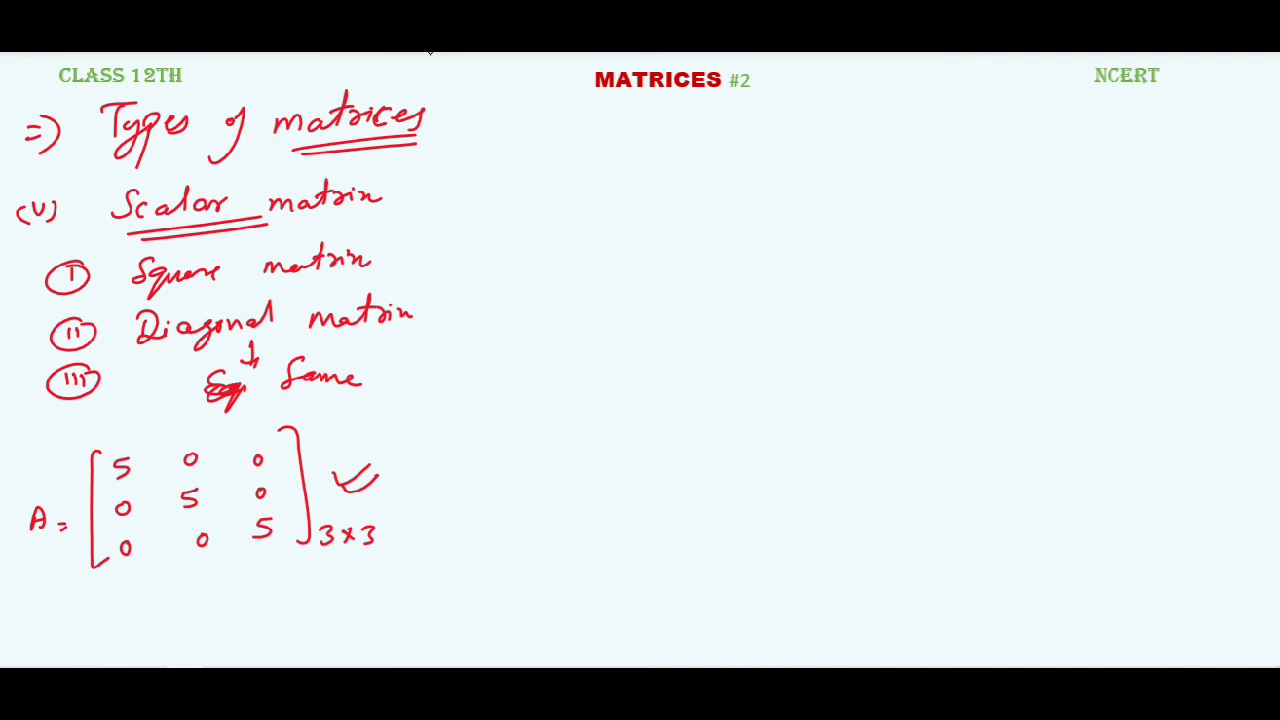 CLASS 12TH
MATRICES #2
NCERT
=) Types of matrices
(V) Scalar matrix
I Square matrix
II Diagonal matrix
III ↓ Same
A = [ 5 0 0
0 5 0
0 0 5 ] 3×3 ✓